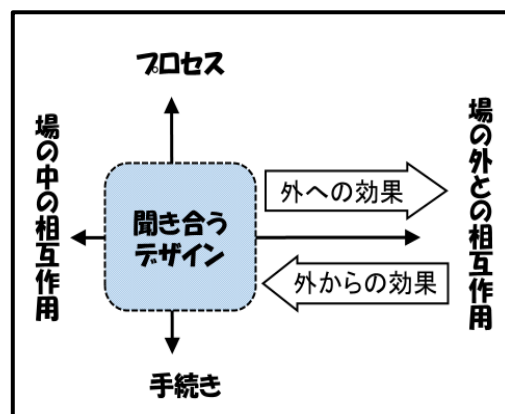 プロセス
場の中の相互作用
聞き合う
デザイン
外への効果
外からの効果
場の外との相互作用
手続き